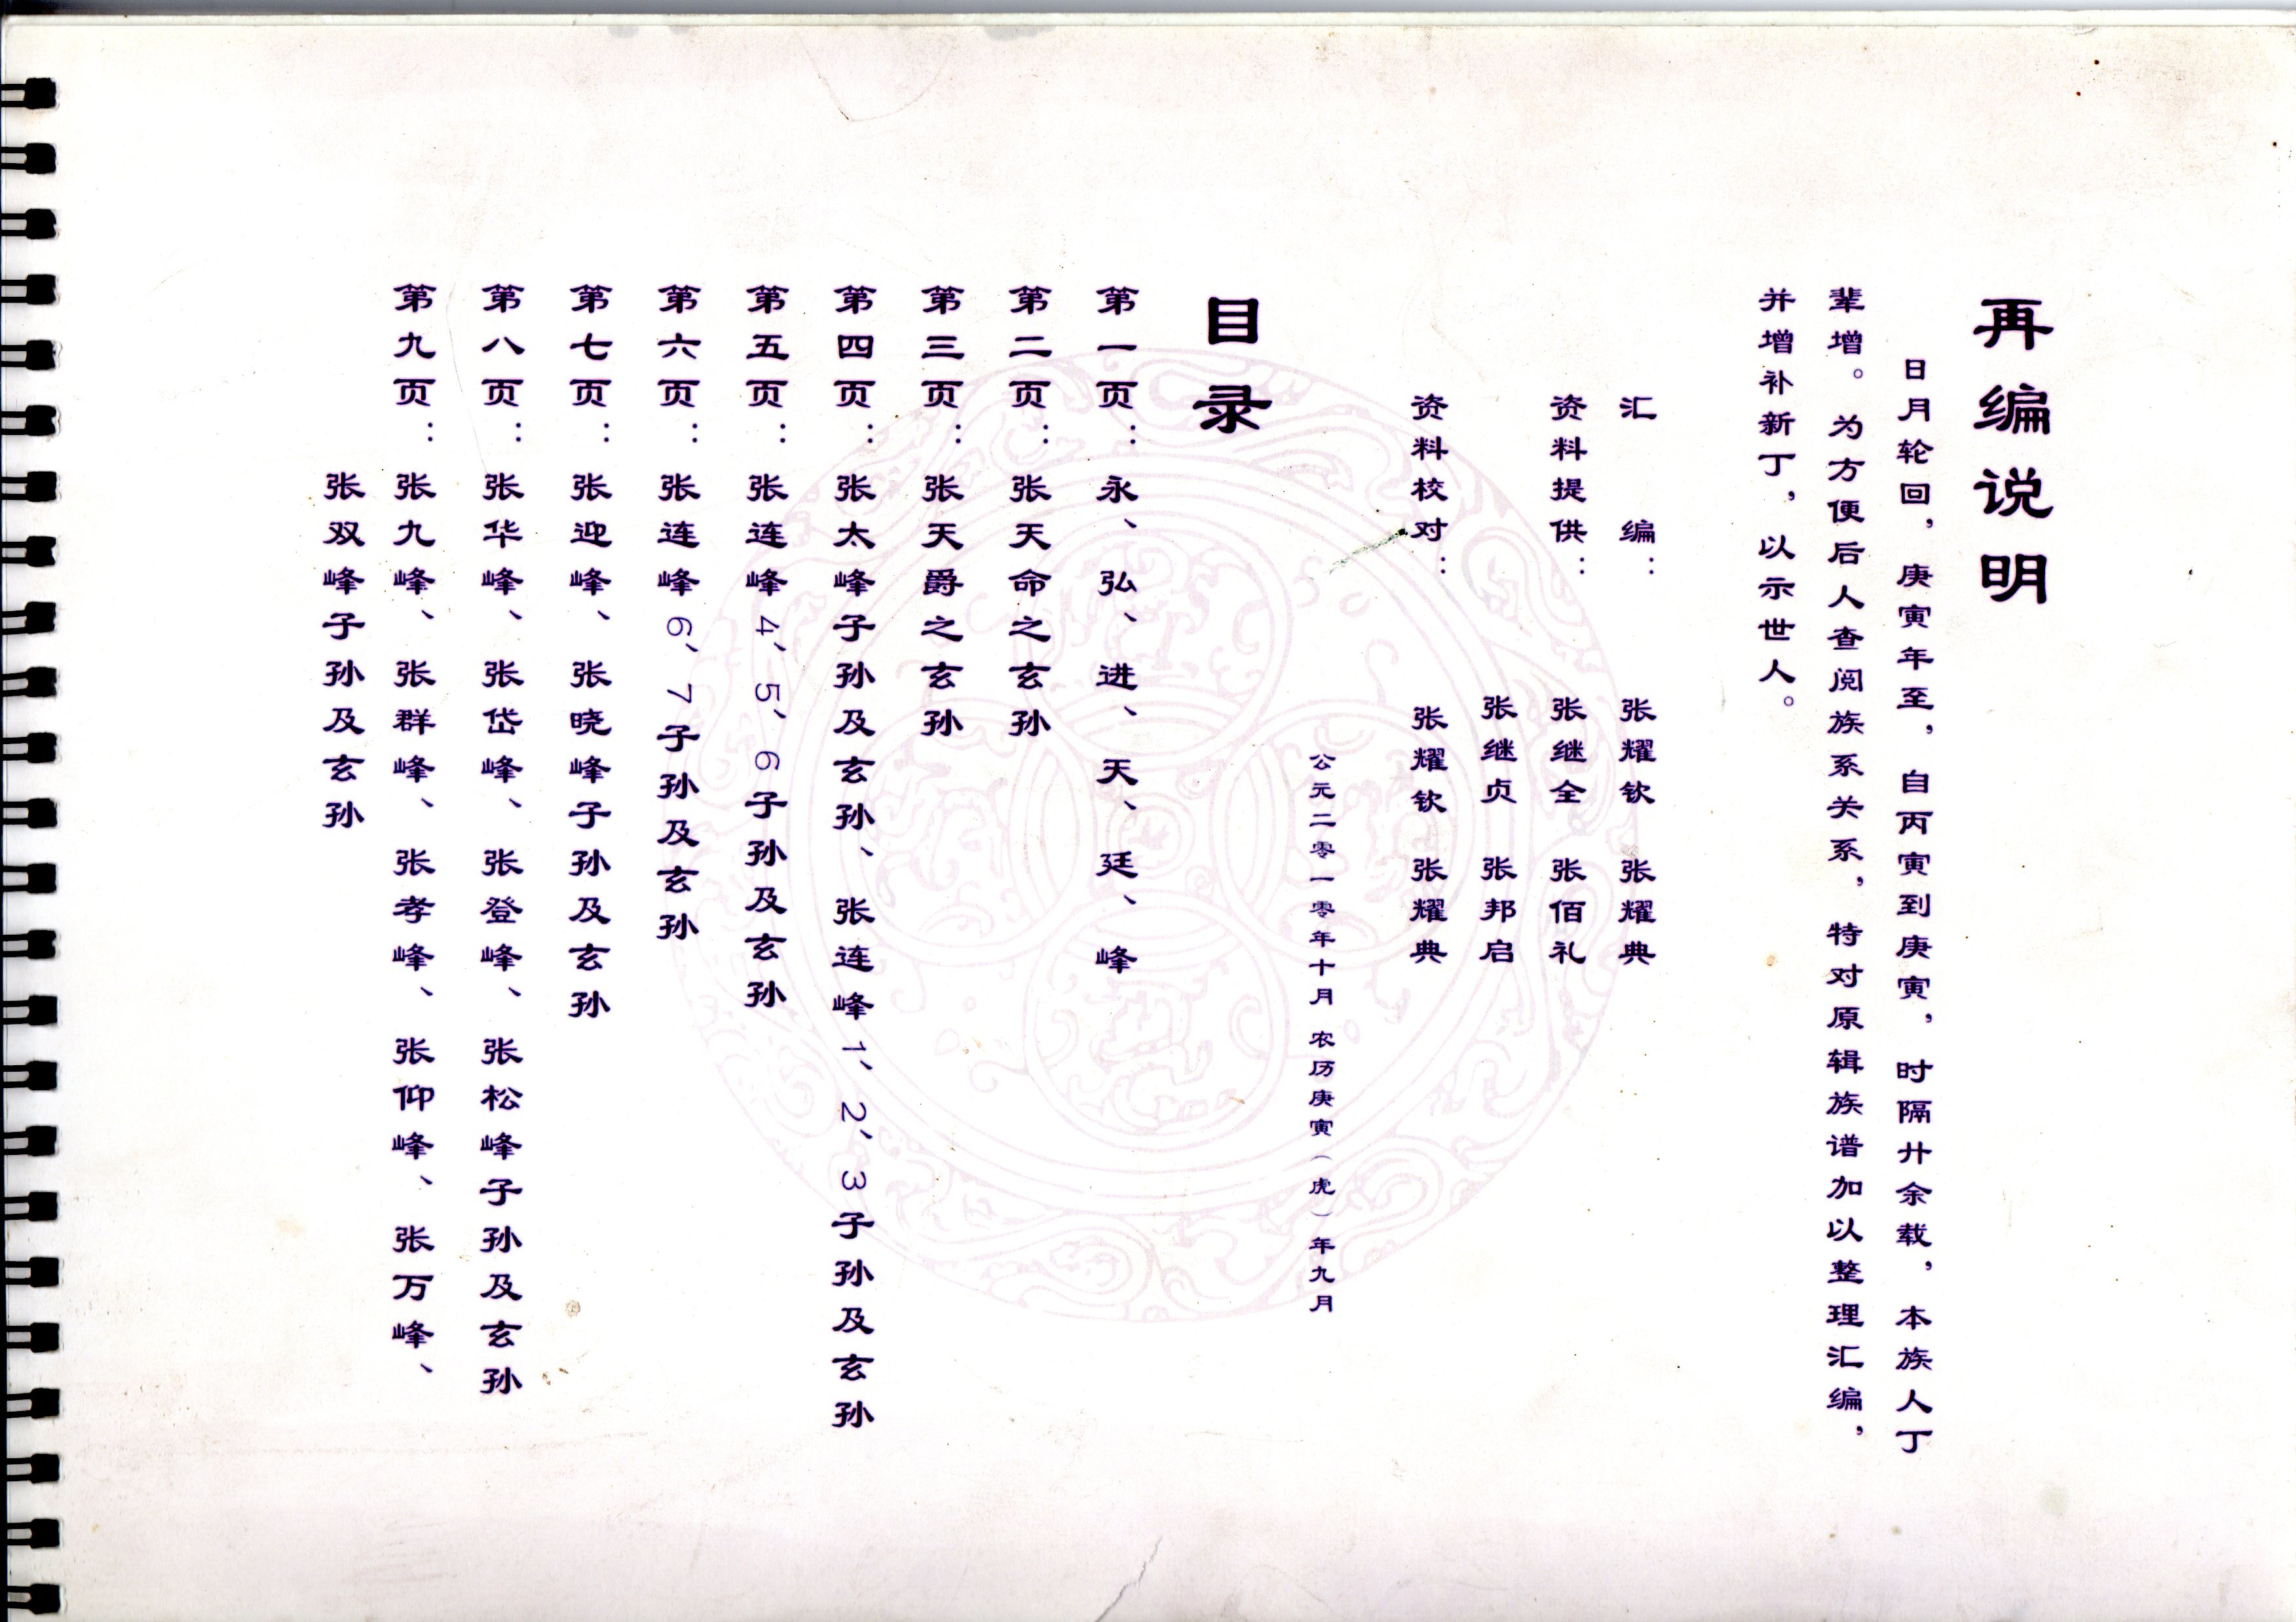 再编说明
日月轮回，庚寅年至，自丙寅到庚寅，时隔廿余载，本族人丁
辈增。为方便后人查阅族系关系，特对原辑族谱加以整理汇编，
并增补新丁，以示世人。
汇编：张耀钦 张耀典
资料提供：张继全 张佰礼
张继贞 张邦启
资料校对：张耀钦 张耀典
公元二零一零年十月 农历庚寅（虎）年九月
目录
第一页：永、弘、进、天、廷、峰
第二页：张天命之玄孙
第三页：张天爵之玄孙
第四页：张太峰子孙及玄孙、张连峰1、2、3子孙及玄孙
第五页：张连峰4、5、6子孙及玄孙
第六页：张连峰6、7子孙及玄孙
第七页：张迎峰、张晓峰子孙及玄孙
第八页：张华峰、张岱峰、张登峰、张松峰子孙及玄孙
第九页：张九峰、张群峰、张孝峰、张仰峰、张万峰、
张双峰子孙及玄孙